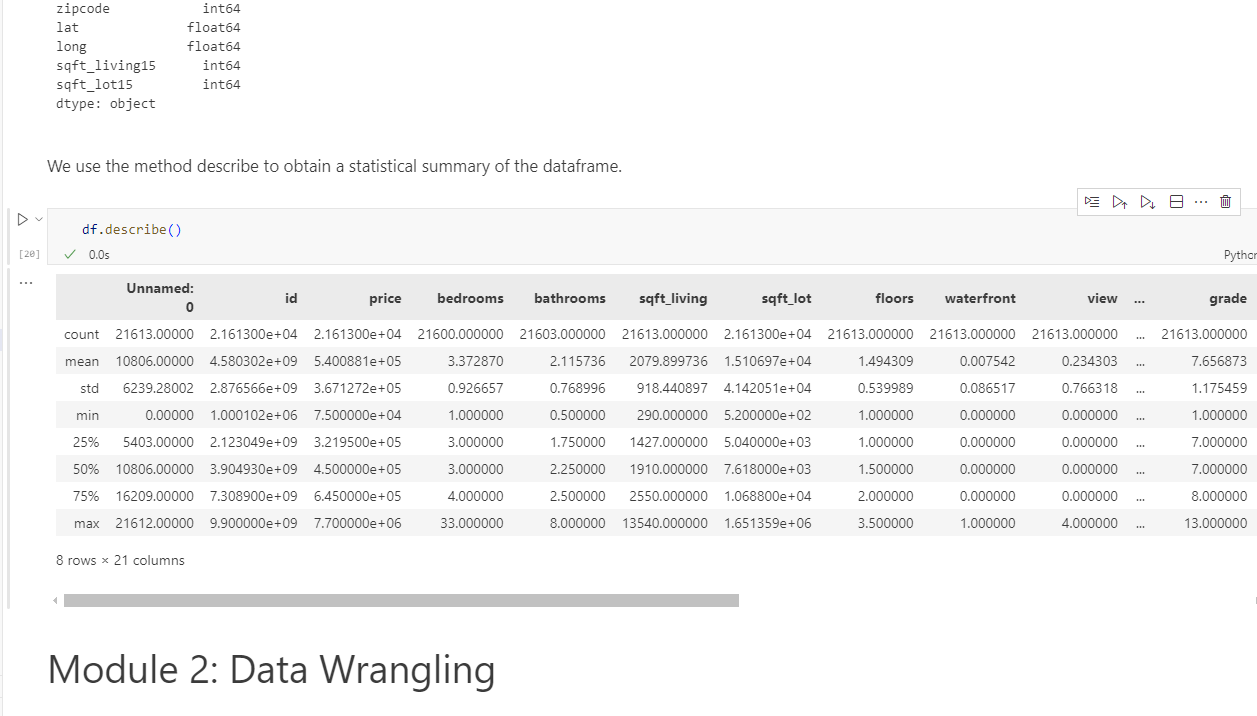 zipcode int64
lat float64
long float64
sqft_living15 int64
sqft_lot15 int64
dtype: object
We use the method describe to obtain a statistical summary of the dataframe.
df.describe()
[20] 0.0s
Unnamed: 0 id price bedrooms bathrooms sqft_living sqft_lot floors waterfront view ... grade
count 21613.00000 2.161300e+04 2.161300e+04 21600.000000 21603.000000 21613.000000 2.161300e+04 21613.000000 21613.000000 21613.000000 ... 21613.000000
mean 10806.00000 4.580302e+09 5.400881e+05 3.372870 2.115736 2079.899736 1.510697e+04 1.494309 0.007542 0.234303 ... 7.656873
std 6239.28002 2.876566e+09 3.671272e+05 0.926657 0.768996 918.440897 4.142051e+04 0.539989 0.086517 0.766318 ... 1.175459
min 0.00000 1.000102e+06 7.500000e+04 1.000000 0.500000 290.000000 5.200000e+02 1.000000 0.000000 0.000000 ... 1.000000
25% 5403.00000 2.123049e+09 3.219500e+05 3.000000 1.750000 1427.000000 5.040000e+03 1.000000 0.000000 0.000000 ... 7.000000
50% 10806.00000 3.904930e+09 4.500000e+05 3.000000 2.250000 1910.000000 7.618000e+03 1.500000 0.000000 0.000000 ... 7.000000
75% 16209.00000 7.308900e+09 6.450000e+05 4.000000 2.500000 2550.000000 1.068800e+04 2.000000 0.000000 0.000000 ... 8.000000
max 21612.00000 9.900000e+09 7.700000e+06 33.000000 8.000000 13540.000000 1.651359e+06 3.500000 1.000000 4.000000 ... 13.000000
8 rows × 21 columns
Module 2: Data Wrangling